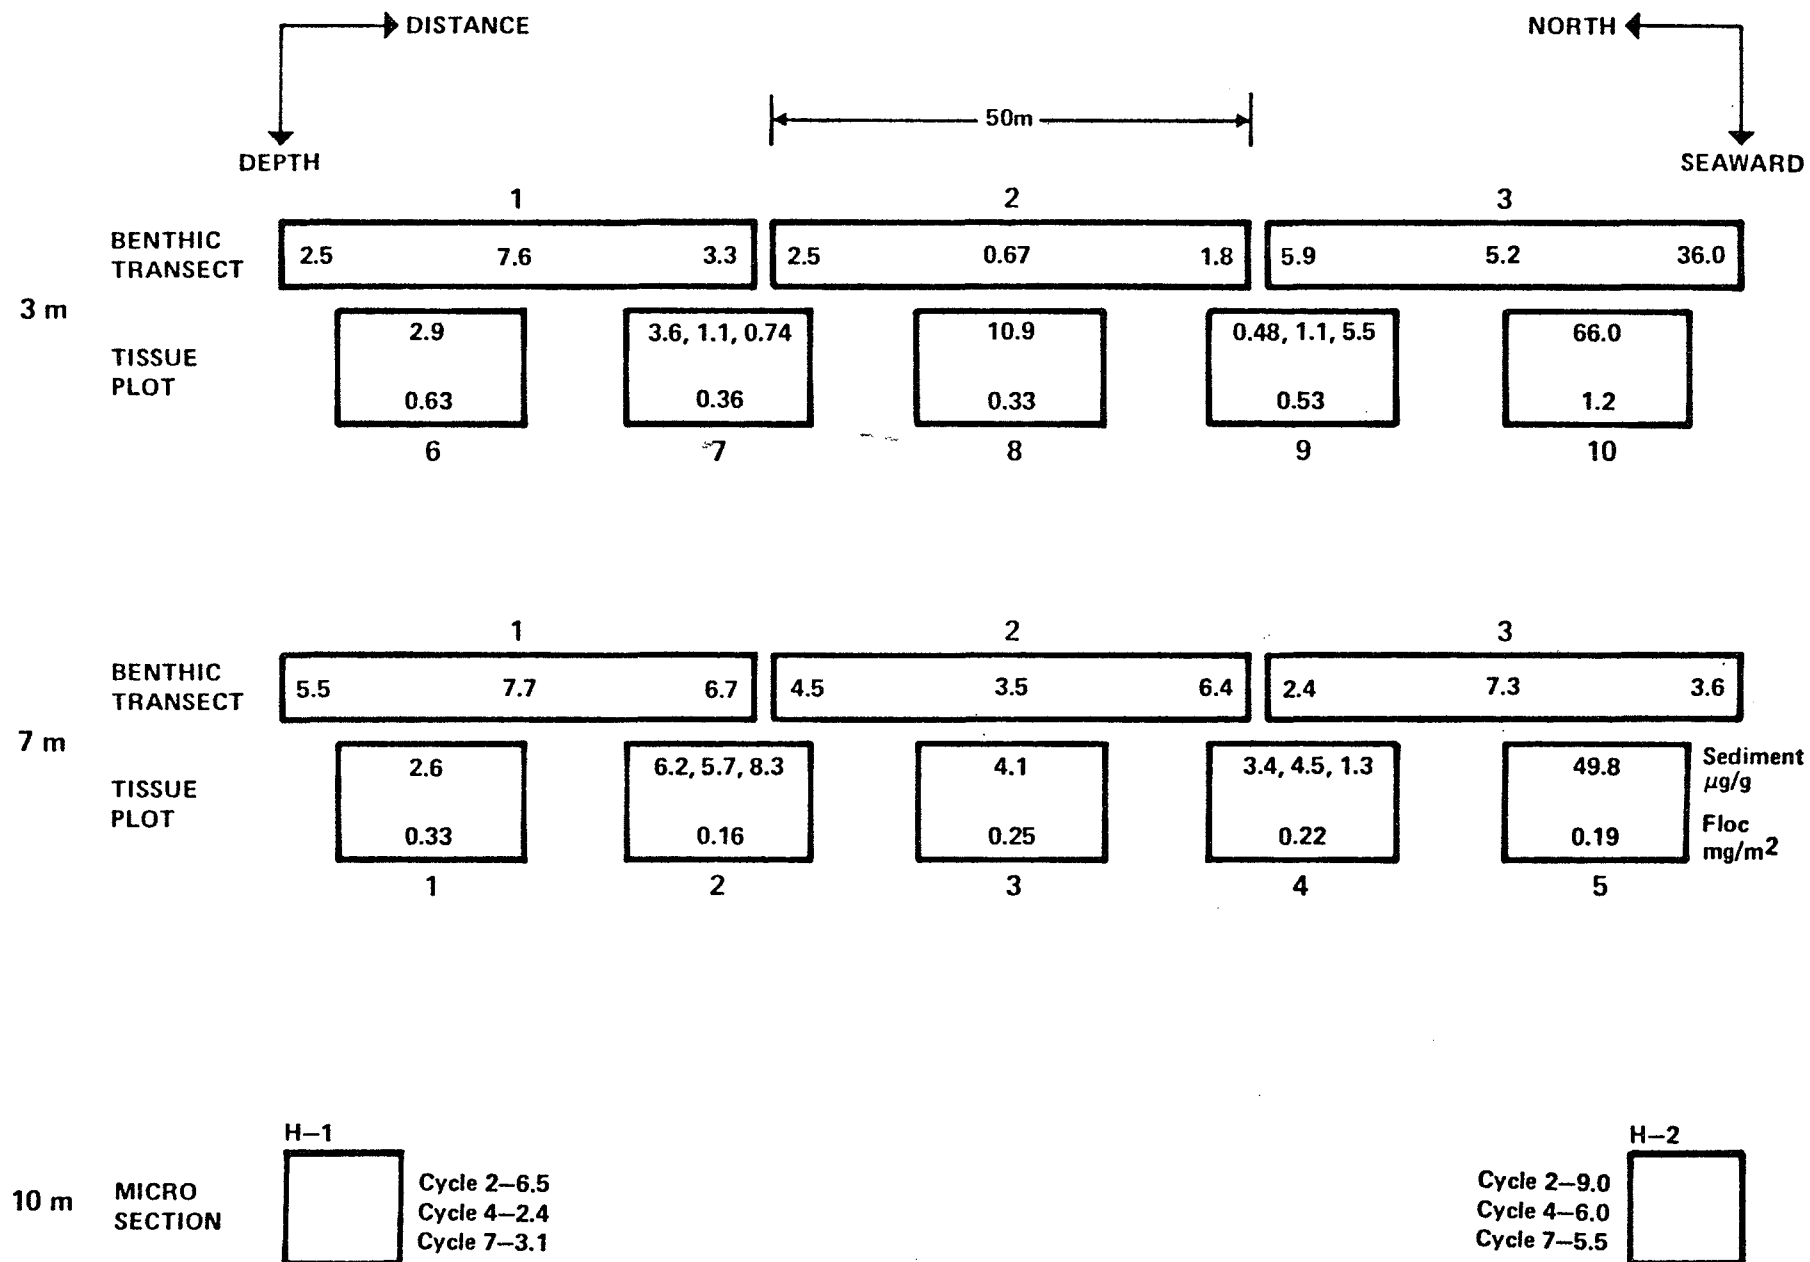 DISTANCE
NORTH
50m
DEPTH
SEAWARD
1 2 3
BENTHIC
TRANSECT
2.5 7.6 3.3 2.5 0.67 1.8 5.9 5.2 36.0
3 m
TISSUE
PLOT
2.9 3.6, 1.1, 0.74 10.9 0.48, 1.1, 5.5 66.0
0.63 0.36 0.33 0.53 1.2
6 7 8 9 10
1 2 3
BENTHIC
TRANSECT
5.5 7.7 6.7 4.5 3.5 6.4 2.4 7.3 3.6
7 m
TISSUE
PLOT
2.6 6.2, 5.7, 8.3 4.1 3.4, 4.5, 1.3 49.8
Sediment
µg/g
0.33 0.16 0.25 0.22 0.19
Floc
mg/m2
1 2 3 4 5
10 m
MICRO
SECTION
H–1
Cycle 2–6.5
Cycle 4–2.4
Cycle 7–3.1
H–2
Cycle 2–9.0
Cycle 4–6.0
Cycle 7–5.5